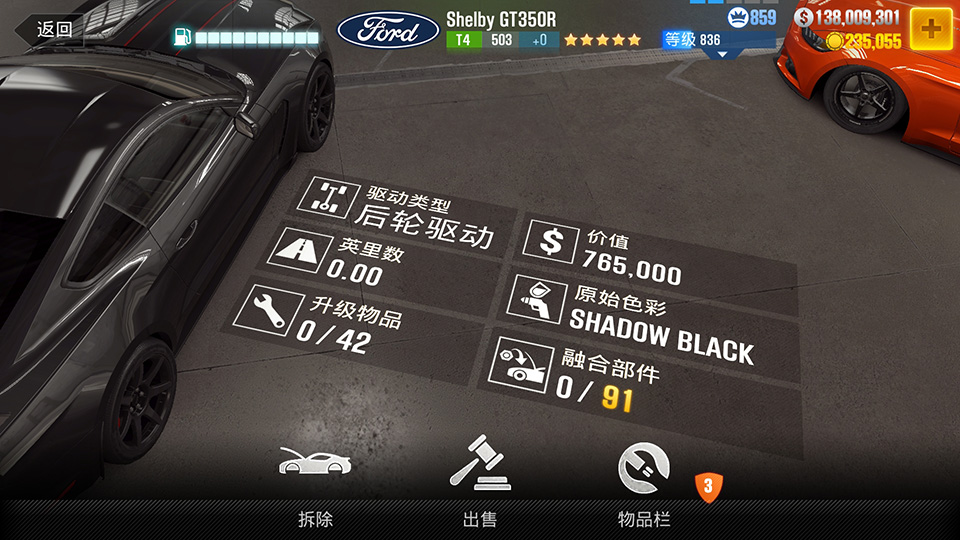 返回
Ford
Shelby GT350R
T4 503 +0
等级 836
859
138,009,301
235,055
驱动类型
后轮驱动
英里数
0.00
升级物品
0/42
价值
765,000
原始色彩
SHADOW BLACK
融合部件
0/91
拆除
出售
物品栏
3